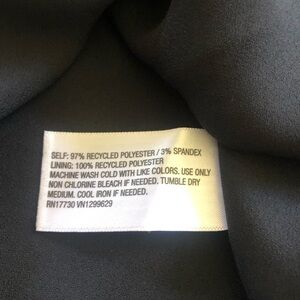 SELF: 97% RECYCLED POLYESTER / 3% SPANDEX
LINING: 100% RECYCLED POLYESTER
MACHINE WASH COLD WITH LIKE COLORS. USE ONLY
NON CHLORINE BLEACH IF NEEDED. TUMBLE DRY
MEDIUM. COOL IRON IF NEEDED.
RN17730 VN1299629